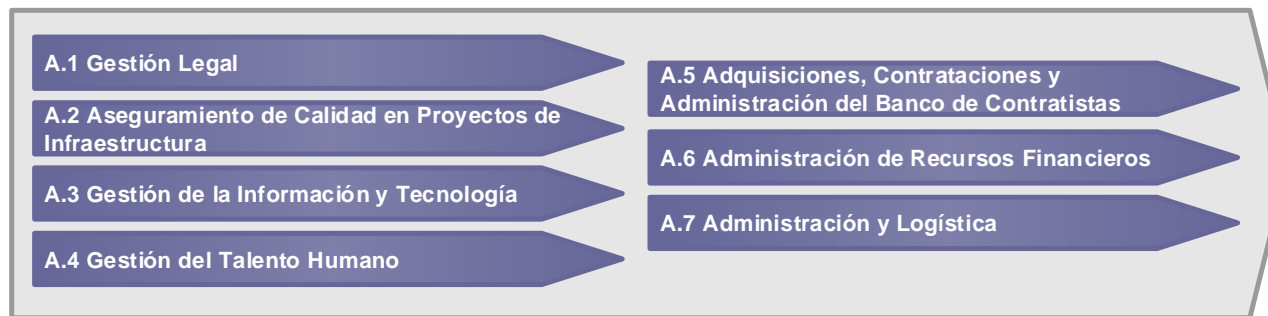 A.1 Gestión Legal
A.2 Aseguramiento de Calidad en Proyectos de
Infraestructura
A.3 Gestión de la Información y Tecnología
A.4 Gestión del Talento Humano
A.5 Adquisiciones, Contrataciones y
Administración del Banco de Contratistas
A.6 Administración de Recursos Financieros
A.7 Administración y Logística